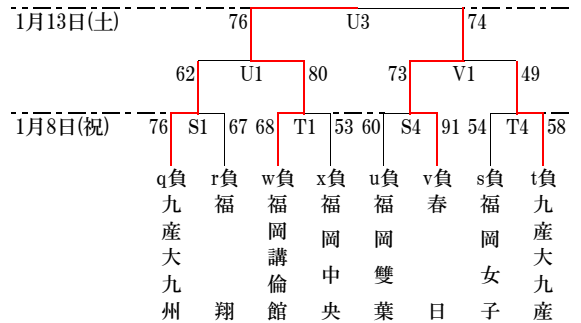 1月13日(土) 76 U3 74
62 U1 80 73 V1 49
1月8日(祝) 76 S1 67 68 T1 53 60 S4 91 54 T4 58
q負 r負 w負 x負 u負 v負 s負 t負
九産大九州
福翔
福岡講倫館
福岡中央
福岡雙葉
春日
福岡女子
九産大九産